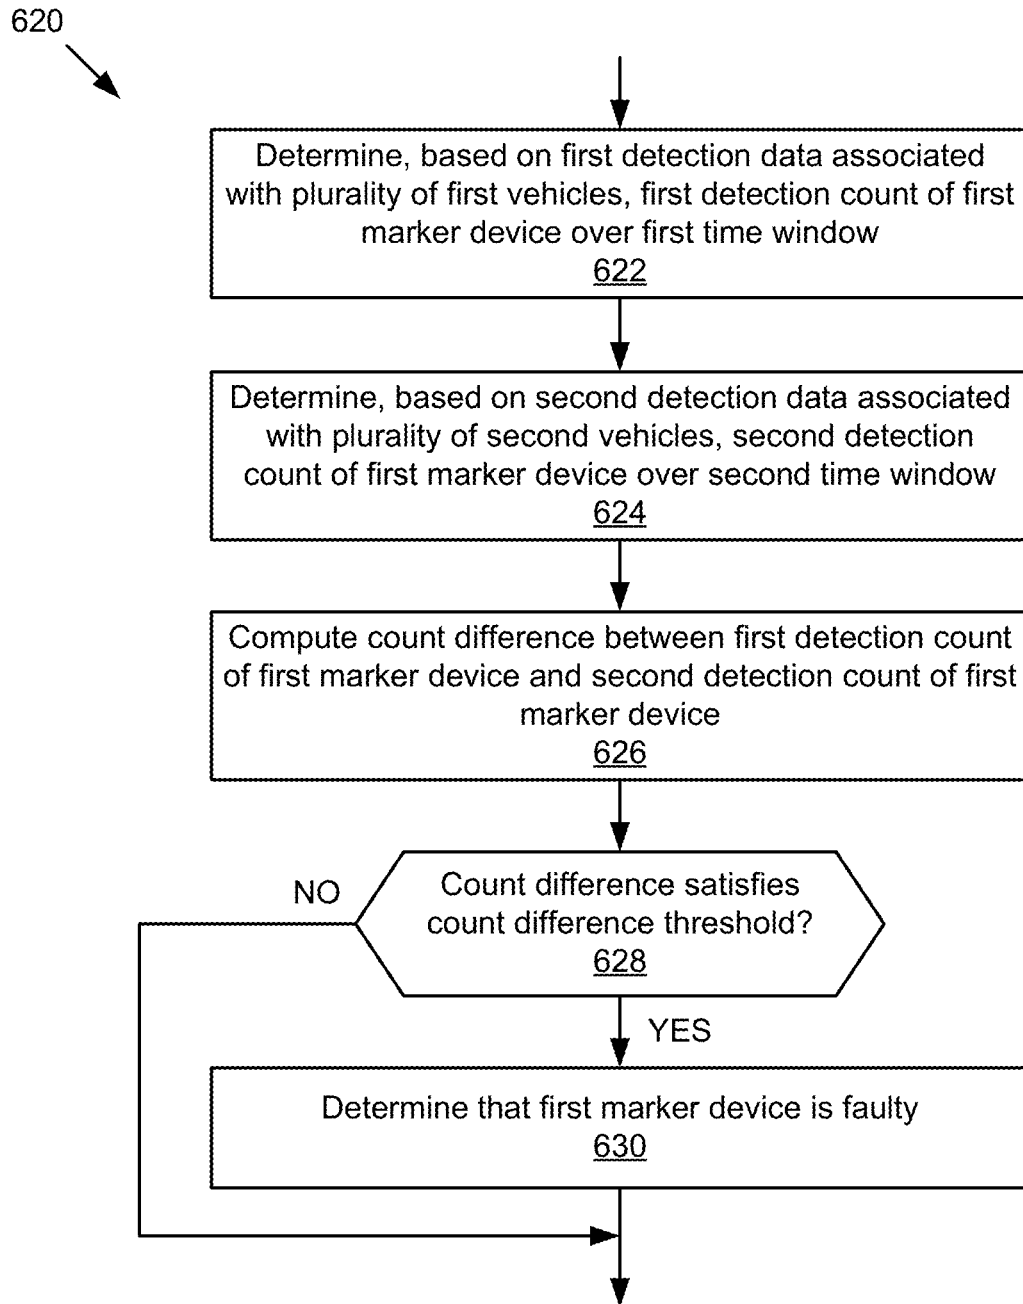 620
Determine, based on first detection data associated
with plurality of first vehicles, first detection count of first
marker device over first time window
622
Determine, based on second detection data associated
with plurality of second vehicles, second detection
count of first marker device over second time window
624
Compute count difference between first detection count
of first marker device and second detection count of first
marker device
626
NO
Count difference satisfies
count difference threshold?
628
YES
Determine that first marker device is faulty
630